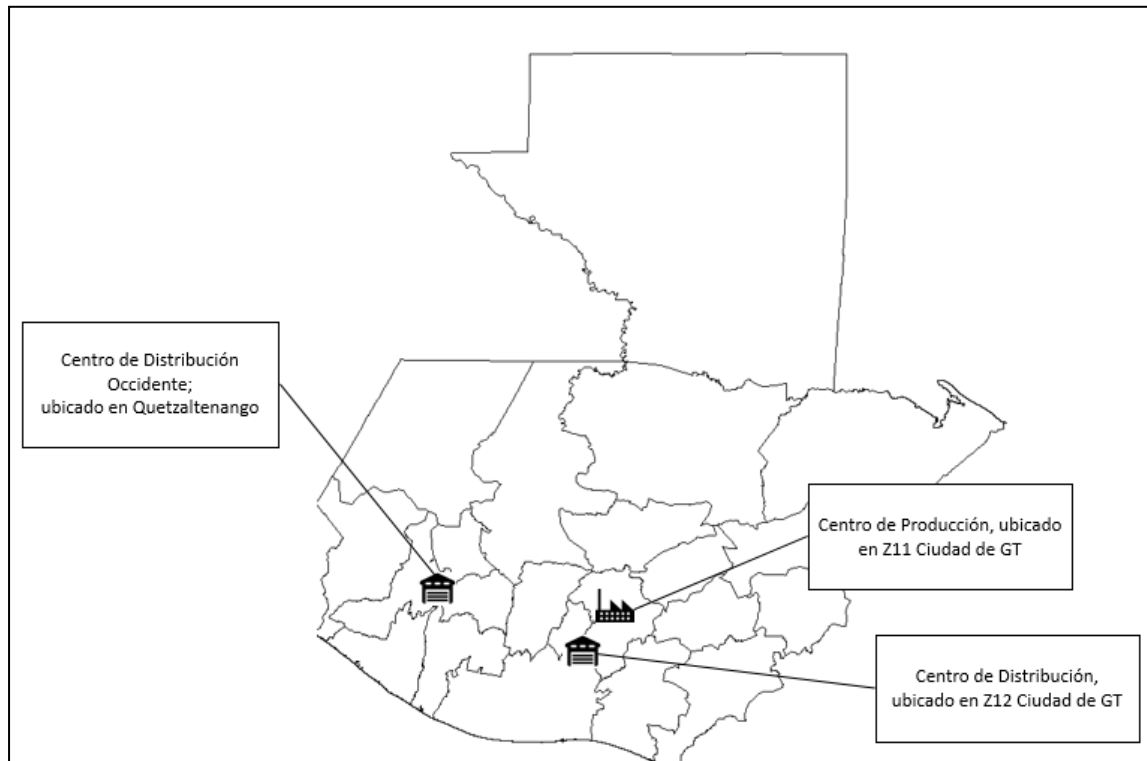 Centro de Distribución
Occidente;
ubicado en Quetzaltenango
Centro de Producción, ubicado
en Z11 Ciudad de GT
Centro de Distribución,
ubicado en Z12 Ciudad de GT